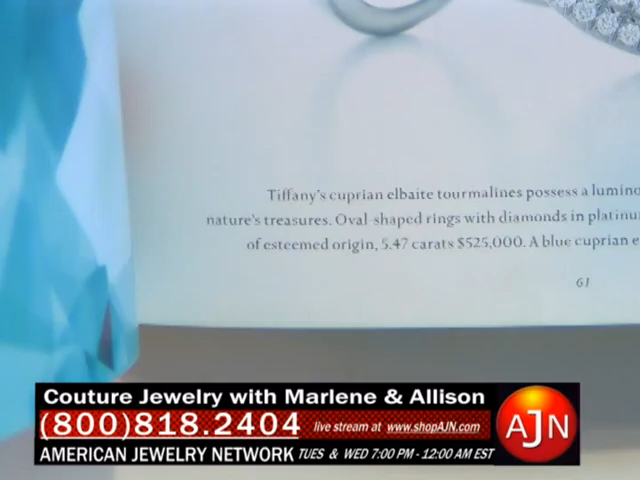 Tiffany's cuprian elbaite tourmalines possess a
nature's treasures. Oval-shaped rings with diamonds in
of esteemed origin, 5.47 carats $525,000. A blue cuprian
61
Couture Jewelry with Marlene & Allison
(800)818.2404 live stream at www.shopAJN.com
AMERICAN JEWELRY NETWORK TUES & WED 7:00 PM - 12:00 AM EST
AJN